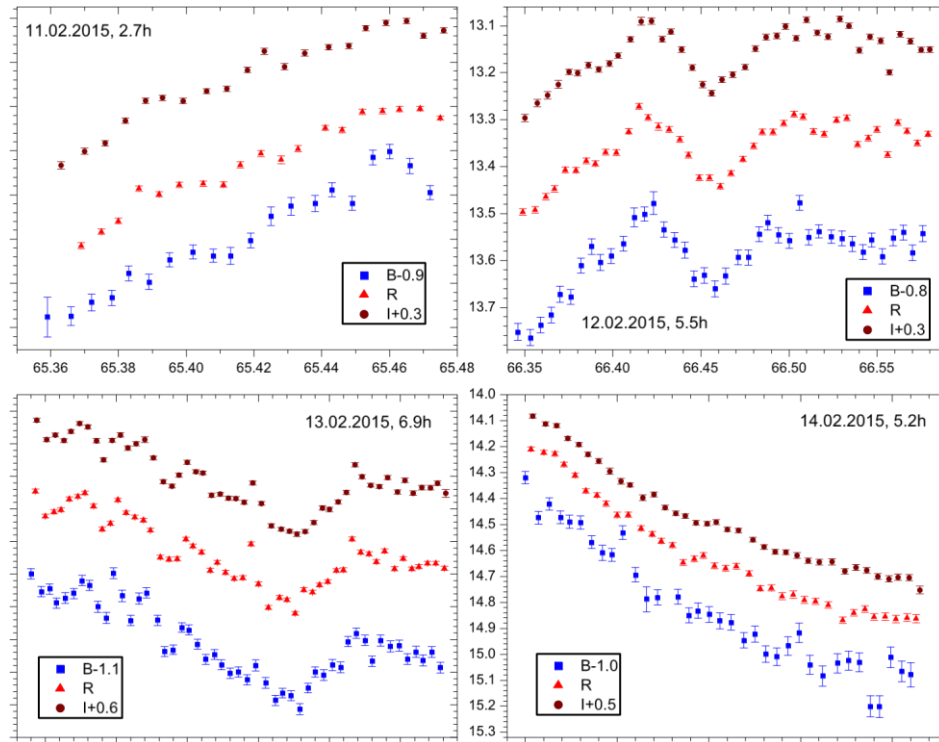 11.02.2015, 2.7h
B-0.9
R
I+0.3
65.36 65.38 65.40 65.42 65.44 65.46 65.48
13.1
13.2
13.3
13.4
13.5
13.6
13.7
12.02.2015, 5.5h
B-0.8
R
I+0.3
66.35 66.40 66.45 66.50 66.55
13.02.2015, 6.9h
B-1.1
R
I+0.6
14.0
14.1
14.2
14.3
14.4
14.5
14.6
14.7
14.8
14.9
15.0
15.1
15.2
15.3
14.02.2015, 5.2h
B-1.0
R
I+0.5